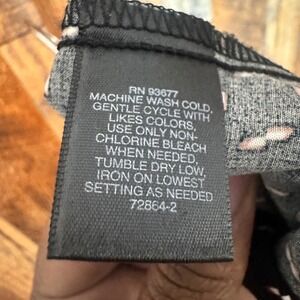 RN 93677
MACHINE WASH COLD,
GENTLE CYCLE WITH
LIKES COLORS,
USE ONLY NON-
CHLORINE BLEACH
WHEN NEEDED,
TUMBLE DRY LOW,
IRON ON LOWEST
SETTING AS NEEDED
72864-2